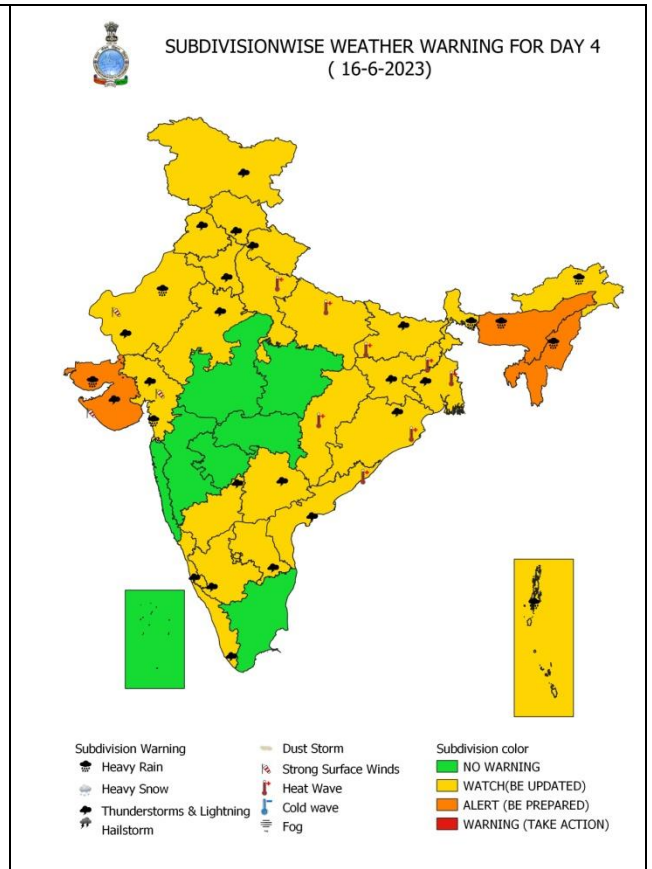 SUBDIVISIONWISE WEATHER WARNING FOR DAY 4
( 16-6-2023)
Subdivision Warning
Heavy Rain
Heavy Snow
Thunderstorms & Lightning
Hailstorm
Dust Storm
Strong Surface Winds
Heat Wave
Cold wave
Fog
Subdivision color
NO WARNING
WATCH(BE UPDATED)
ALERT (BE PREPARED)
WARNING (TAKE ACTION)